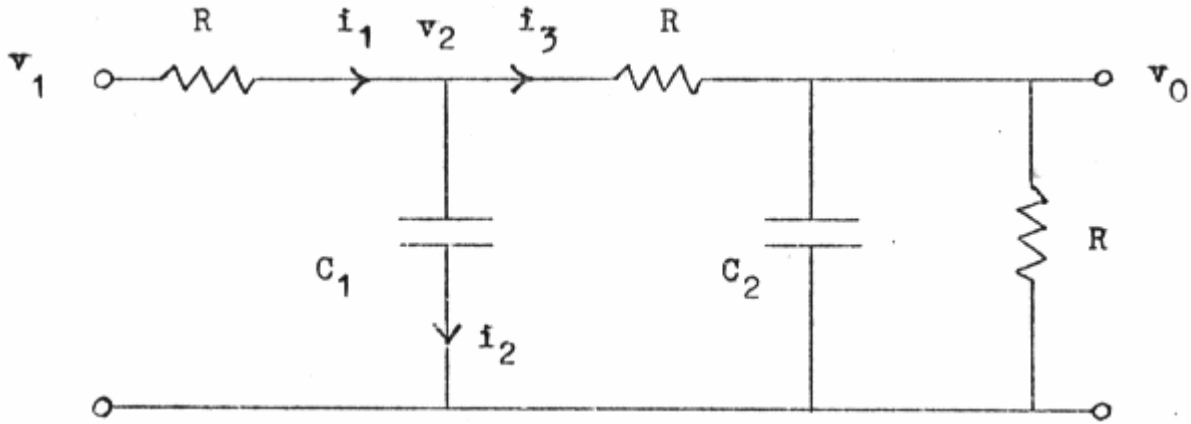 R i₁ v₂ i₃ R
v₁ v₀
C₁ C₂ R
i₂